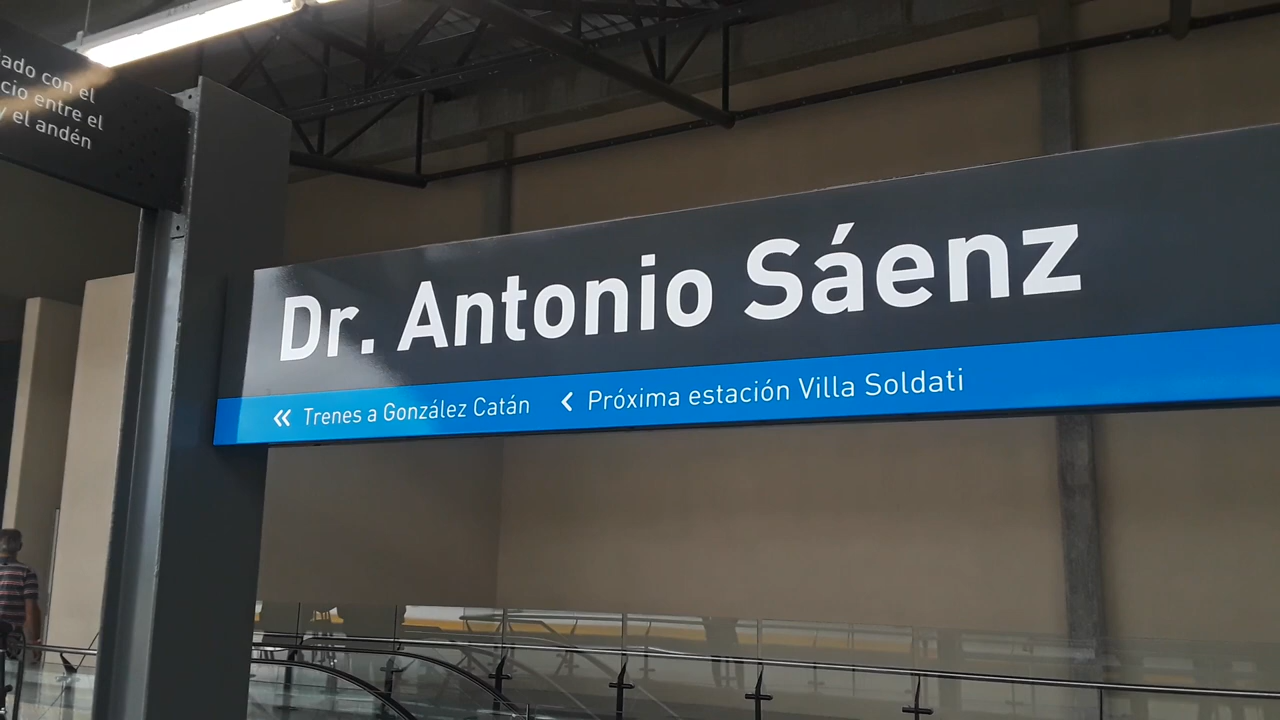 ado con el
cio entre el
y el andén
Dr. Antonio Sáenz
« Trenes a González Catán < Próxima estación Villa Soldati